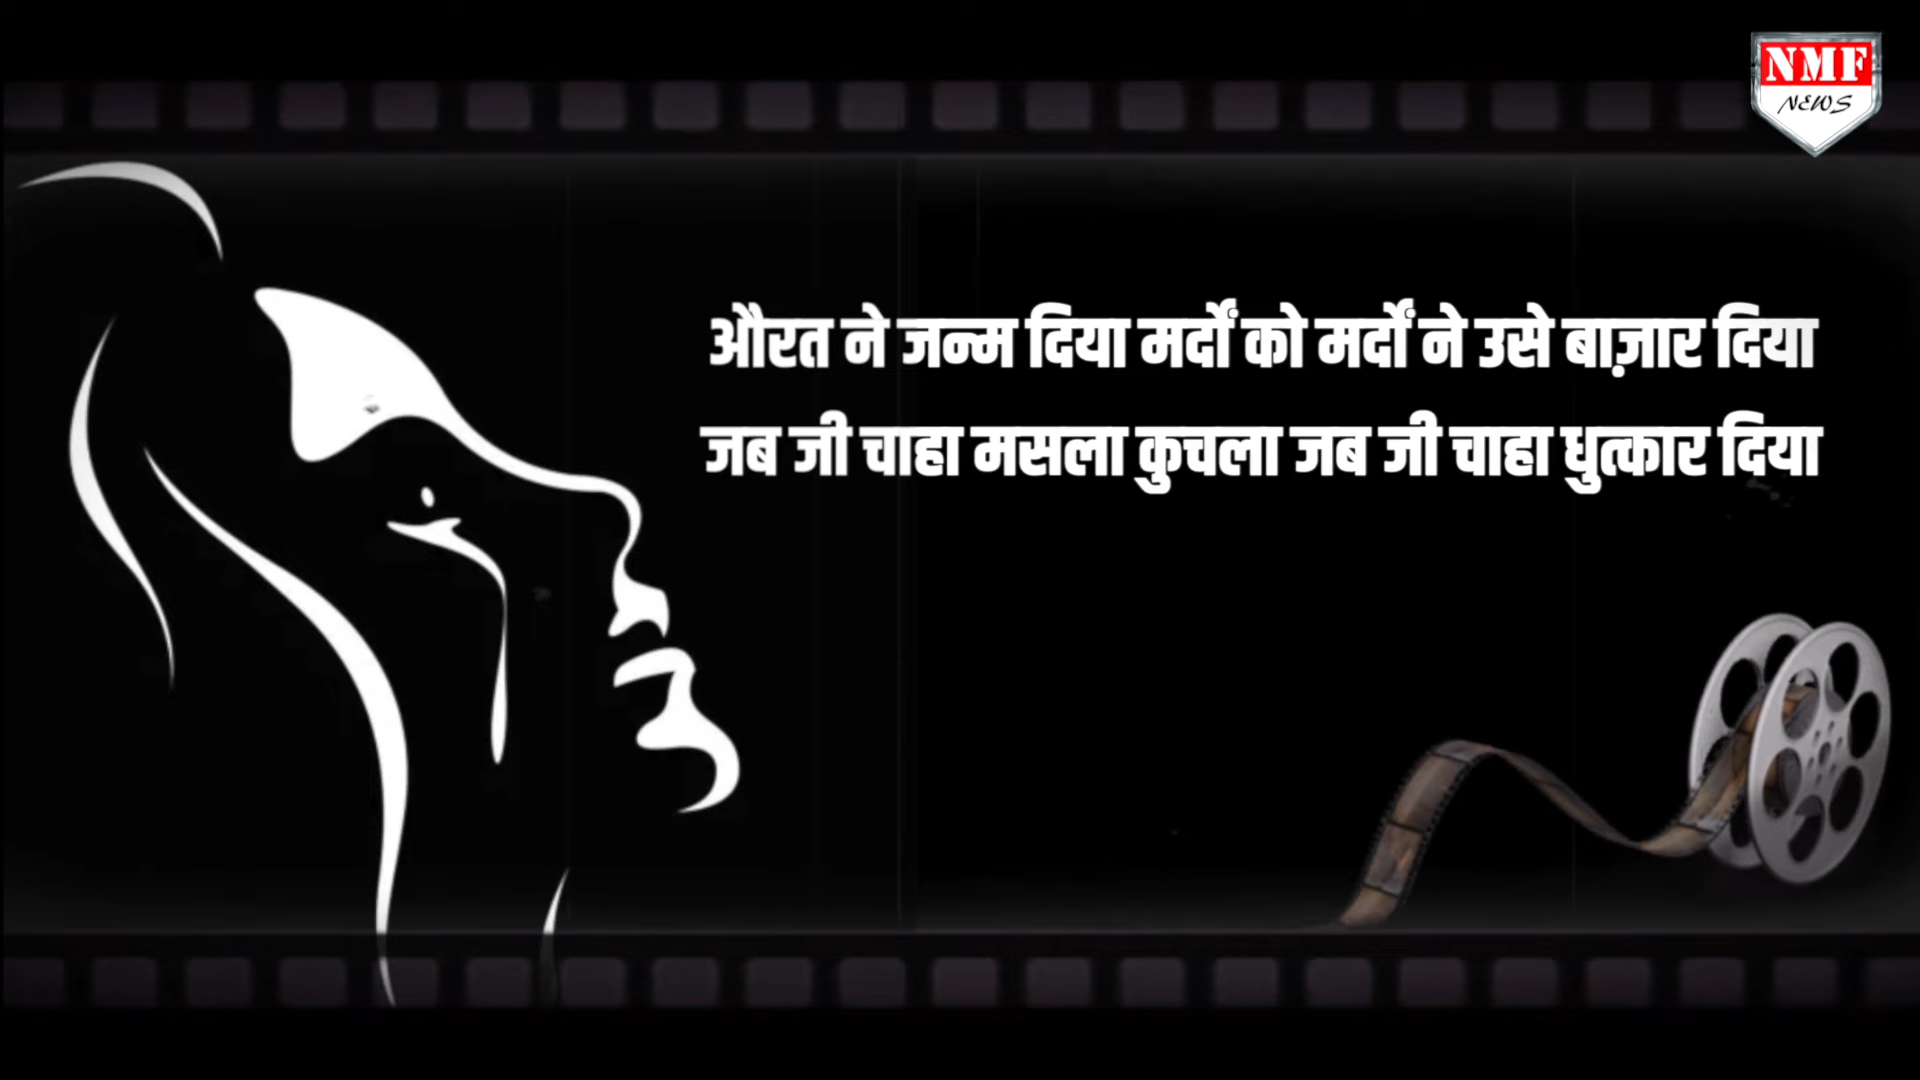 NMF
NEWS
औरत ने जन्म दिया मर्दों को मर्दों ने उसे बाज़ार दिया
जब जी चाहा मसला कुचला जब जी चाहा धुत्कार दिया